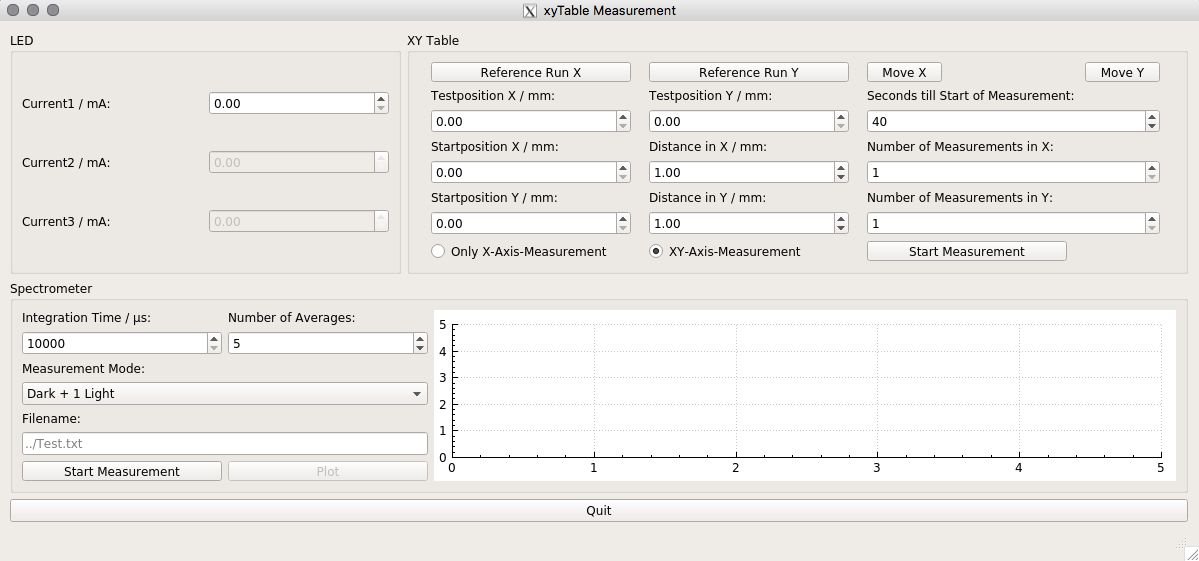 xyTable Measurement
LED
Current1 / mA:
0.00
Current2 / mA:
0.00
Current3 / mA:
0.00
XY Table
Reference Run X
Reference Run Y
Move X
Move Y
Testposition X / mm:
Testposition Y / mm:
Seconds till Start of Measurement:
0.00
0.00
40
Startposition X / mm:
Distance in X / mm:
Number of Measurements in X:
0.00
1.00
1
Startposition Y / mm:
Distance in Y / mm:
Number of Measurements in Y:
0.00
1.00
1
Only X-Axis-Measurement
XY-Axis-Measurement
Start Measurement
Spectrometer
Integration Time / µs:
Number of Averages:
10000
5
Measurement Mode:
Dark + 1 Light
Filename:
../Test.txt
Start Measurement
Plot
5
4
3
2
1
0
0 1 2 3 4 5
Quit